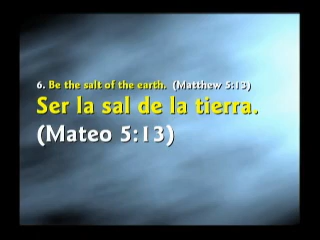 6. Be the salt of the earth. (Matthew 5:13)
Ser la sal de la tierra.
(Mateo 5:13)